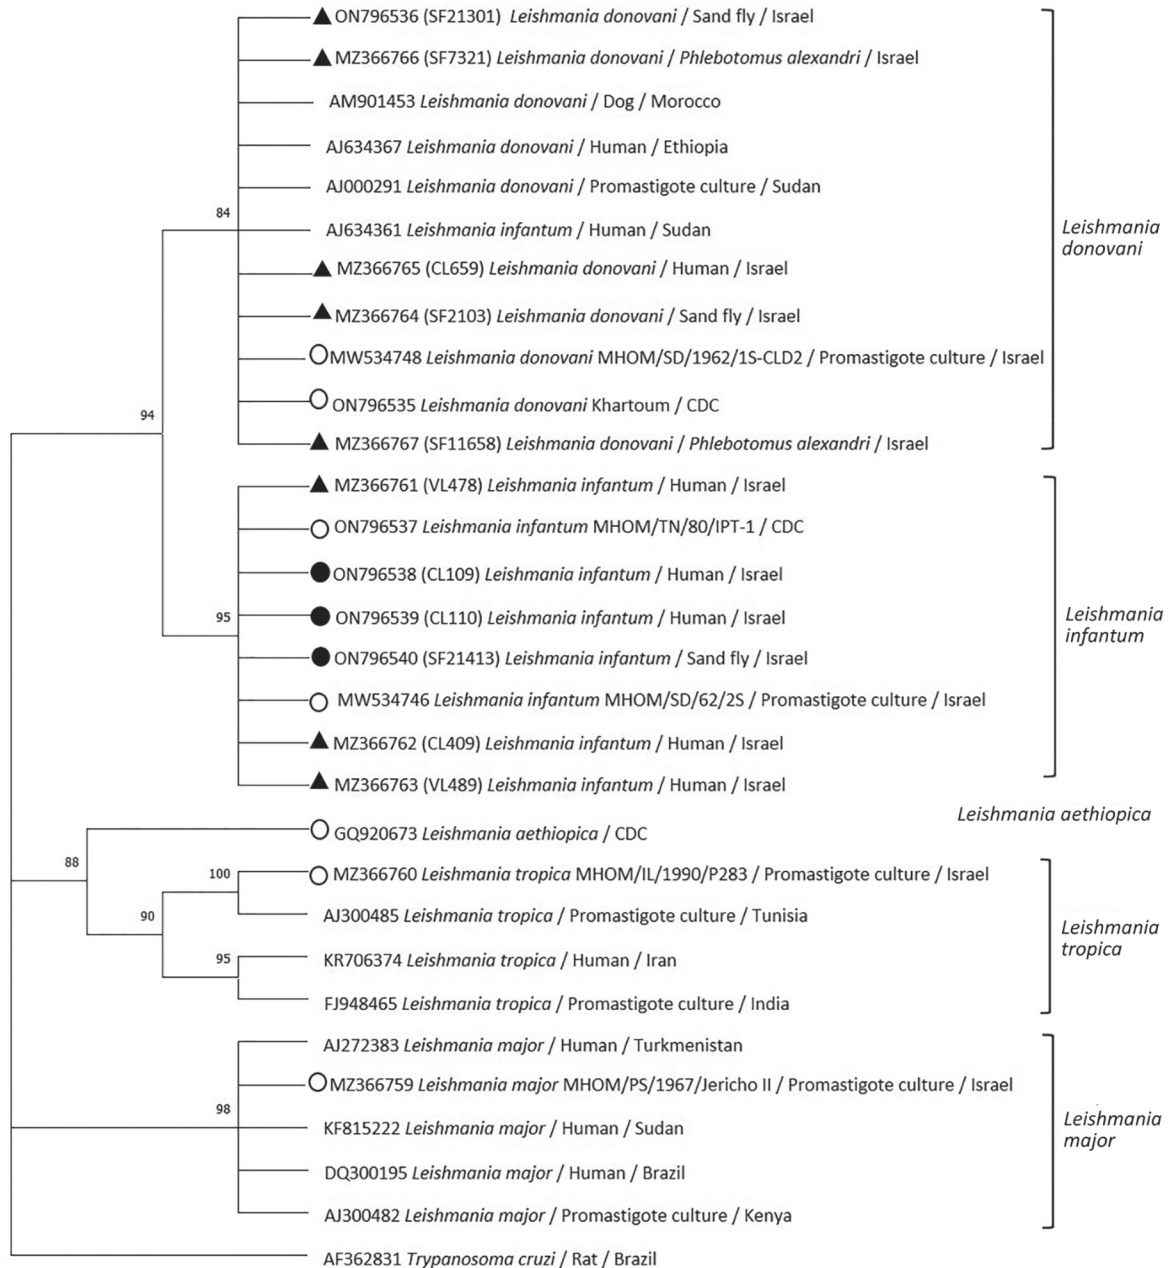 ON796536 (SF21301) Leishmania donovani / Sand fly / Israel
MZ366766 (SF7321) Leishmania donovani / Phlebotomus alexandri / Israel
AM901453 Leishmania donovani / Dog / Morocco
AJ634367 Leishmania donovani / Human / Ethiopia
AJ000291 Leishmania donovani / Promastigote culture / Sudan
84
AJ634361 Leishmania infantum / Human / Sudan
Leishmania
donovani
MZ366765 (CL659) Leishmania donovani / Human / Israel
MZ366764 (SF2103) Leishmania donovani / Sand fly / Israel
MW534748 Leishmania donovani MHOM/SD/1962/1S-CLD2 / Promastigote culture / Israel
ON796535 Leishmania donovani Khartoum / CDC
94
MZ366767 (SF11658) Leishmania donovani / Phlebotomus alexandri / Israel
MZ366761 (VL478) Leishmania infantum / Human / Israel
ON796537 Leishmania infantum MHOM/TN/80/IPT-1 / CDC
ON796538 (CL109) Leishmania infantum / Human / Israel
95
ON796539 (CL110) Leishmania infantum / Human / Israel
Leishmania
infantum
ON796540 (SF21413) Leishmania infantum / Sand fly / Israel
MW534746 Leishmania infantum MHOM/SD/62/2S / Promastigote culture / Israel
MZ366762 (CL409) Leishmania infantum / Human / Israel
MZ366763 (VL489) Leishmania infantum / Human / Israel
Leishmania aethiopica
GQ920673 Leishmania aethiopica / CDC
88
100
MZ366760 Leishmania tropica MHOM/IL/1990/P283 / Promastigote culture / Israel
90
AJ300485 Leishmania tropica / Promastigote culture / Tunisia
Leishmania
tropica
95
KR706374 Leishmania tropica / Human / Iran
FJ948465 Leishmania tropica / Promastigote culture / India
AJ272383 Leishmania major / Human / Turkmenistan
MZ366759 Leishmania major MHOM/PS/1967/Jericho II / Promastigote culture / Israel
98
KF815222 Leishmania major / Human / Sudan
Leishmania
major
DQ300195 Leishmania major / Human / Brazil
AJ300482 Leishmania major / Promastigote culture / Kenya
AF362831 Trypanosoma cruzi / Rat / Brazil